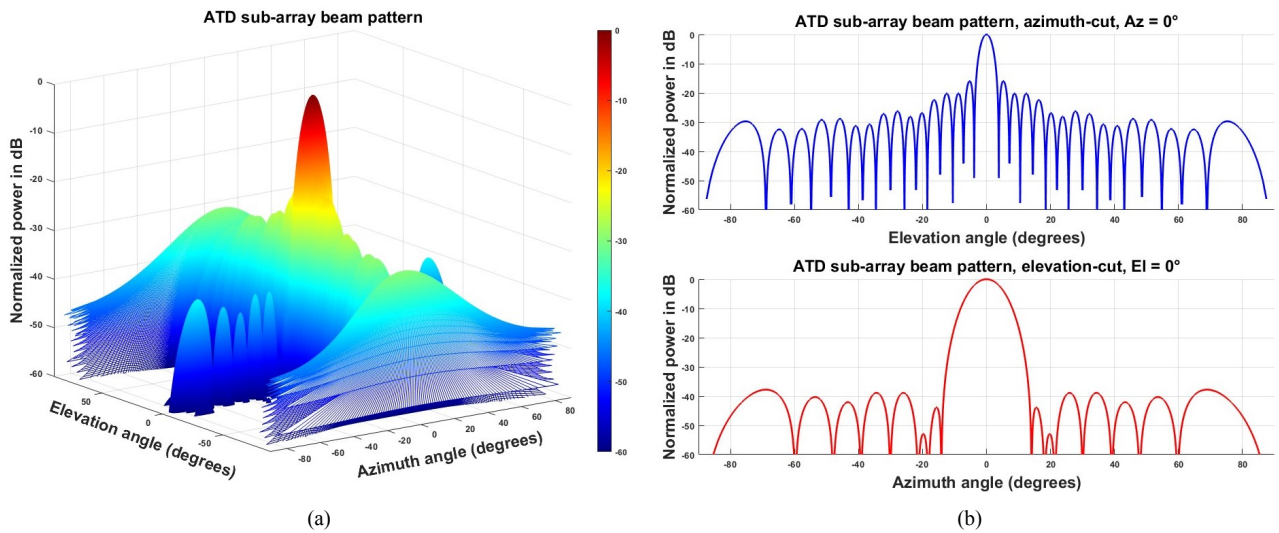 ATD sub-array beam pattern
Normalized power in dB
0
-10
-20
-30
-40
-50
-60
50
0
-50
Elevation angle (degrees)
-80
-60
-40
-20
0
20
40
60
80
Azimuth angle (degrees)
0
-10
-20
-30
-40
-50
-60
(a)
ATD sub-array beam pattern, azimuth-cut, Az = 0°
Normalized power in dB
0
-10
-20
-30
-40
-50
-60
-80 -60 -40 -20 0 20 40 60 80
Elevation angle (degrees)
ATD sub-array beam pattern, elevation-cut, El = 0°
Normalized power in dB
0
-10
-20
-30
-40
-50
-60
-80 -60 -40 -20 0 20 40 60 80
Azimuth angle (degrees)
(b)